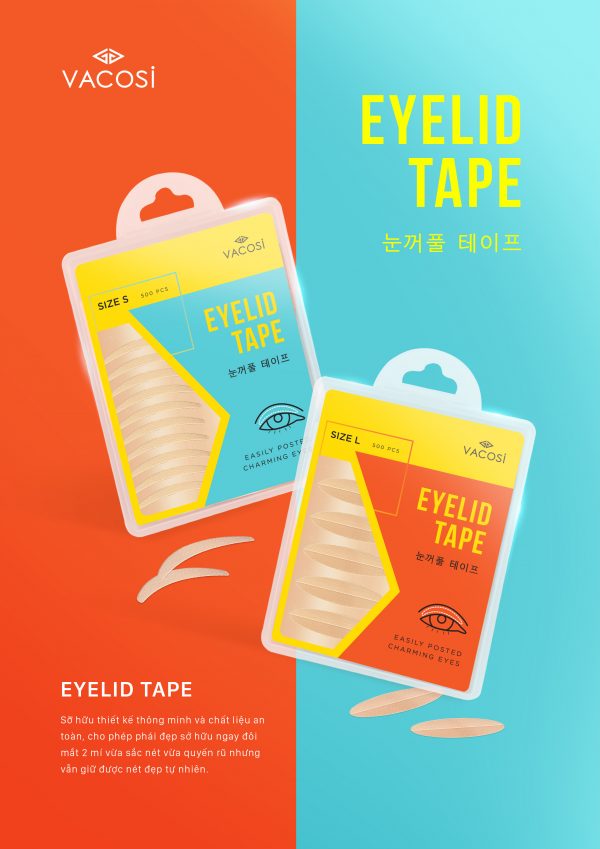 VACOSI
EYELID
TAPE
눈꺼풀 테이프
VACOSI
SIZE S 500 PCS
EYELID
TAPE
눈꺼풀 테이프
EASILY POSTED
CHARMING
VACOSI
SIZE L 500 PCS
EYELID
TAPE
눈꺼풀 테이프
EASILY POSTED
CHARMING EYES
EYELID TAPE
Sở hữu thiết kế thông minh và chất liệu an
toàn, cho phép phái đẹp sở hữu ngay đôi
mắt 2 mí vừa sắc nét vừa quyến rũ nhưng
vẫn giữ được nét đẹp tự nhiên.